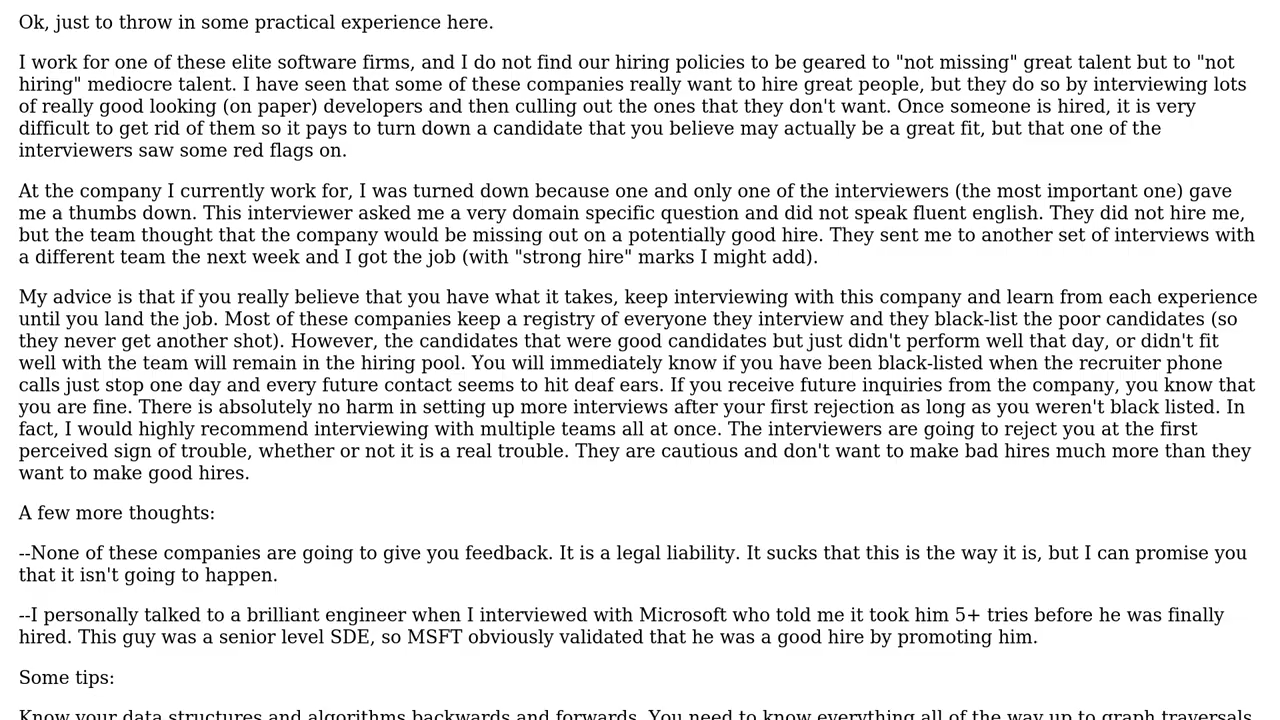 Ok, just to throw in some practical experience here.
I work for one of these elite software firms, and I do not find our hiring policies to be geared to "not missing" great talent but to "not
hiring" mediocre talent. I have seen that some of these companies really want to hire great people, but they do so by interviewing lots
of really good looking (on paper) developers and then culling out the ones that they don't want. Once someone is hired, it is very
difficult to get rid of them so it pays to turn down a candidate that you believe may actually be a great fit, but that one of the
interviewers saw some red flags on.
At the company I currently work for, I was turned down because one and only one of the interviewers (the most important one) gave
me a thumbs down. This interviewer asked me a very domain specific question and did not speak fluent english. They did not hire me,
but the team thought that the company would be missing out on a potentially good hire. They sent me to another set of interviews with
a different team the next week and I got the job (with "strong hire" marks I might add).
My advice is that if you really believe that you have what it takes, keep interviewing with this company and learn from each experience
until you land the job. Most of these companies keep a registry of everyone they interview and they black-list the poor candidates (so
they never get another shot). However, the candidates that were good candidates but just didn't perform well that day, or didn't fit
well with the team will remain in the hiring pool. You will immediately know if you have been black-listed when the recruiter phone
calls just stop one day and every future contact seems to hit deaf ears. If you receive future inquiries from the company, you know that
you are fine. There is absolutely no harm in setting up more interviews after your first rejection as long as you weren't black listed. In
fact, I would highly recommend interviewing with multiple teams all at once. The interviewers are going to reject you at the first
perceived sign of trouble, whether or not it is a real trouble. They are cautious and don't want to make bad hires much more than they
want to make good hires.
A few more thoughts:
--None of these companies are going to give you feedback. It is a legal liability. It sucks that this is the way it is, but I can promise you
that it isn't going to happen.
--I personally talked to a brilliant engineer when I interviewed with Microsoft who told me it took him 5+ tries before he was finally
hired. This guy was a senior level SDE, so MSFT obviously validated that he was a good hire by promoting him.
Some tips:
Know your data structures and algorithms backwards and forwards. You need to know everything all of the way up to graph traversals